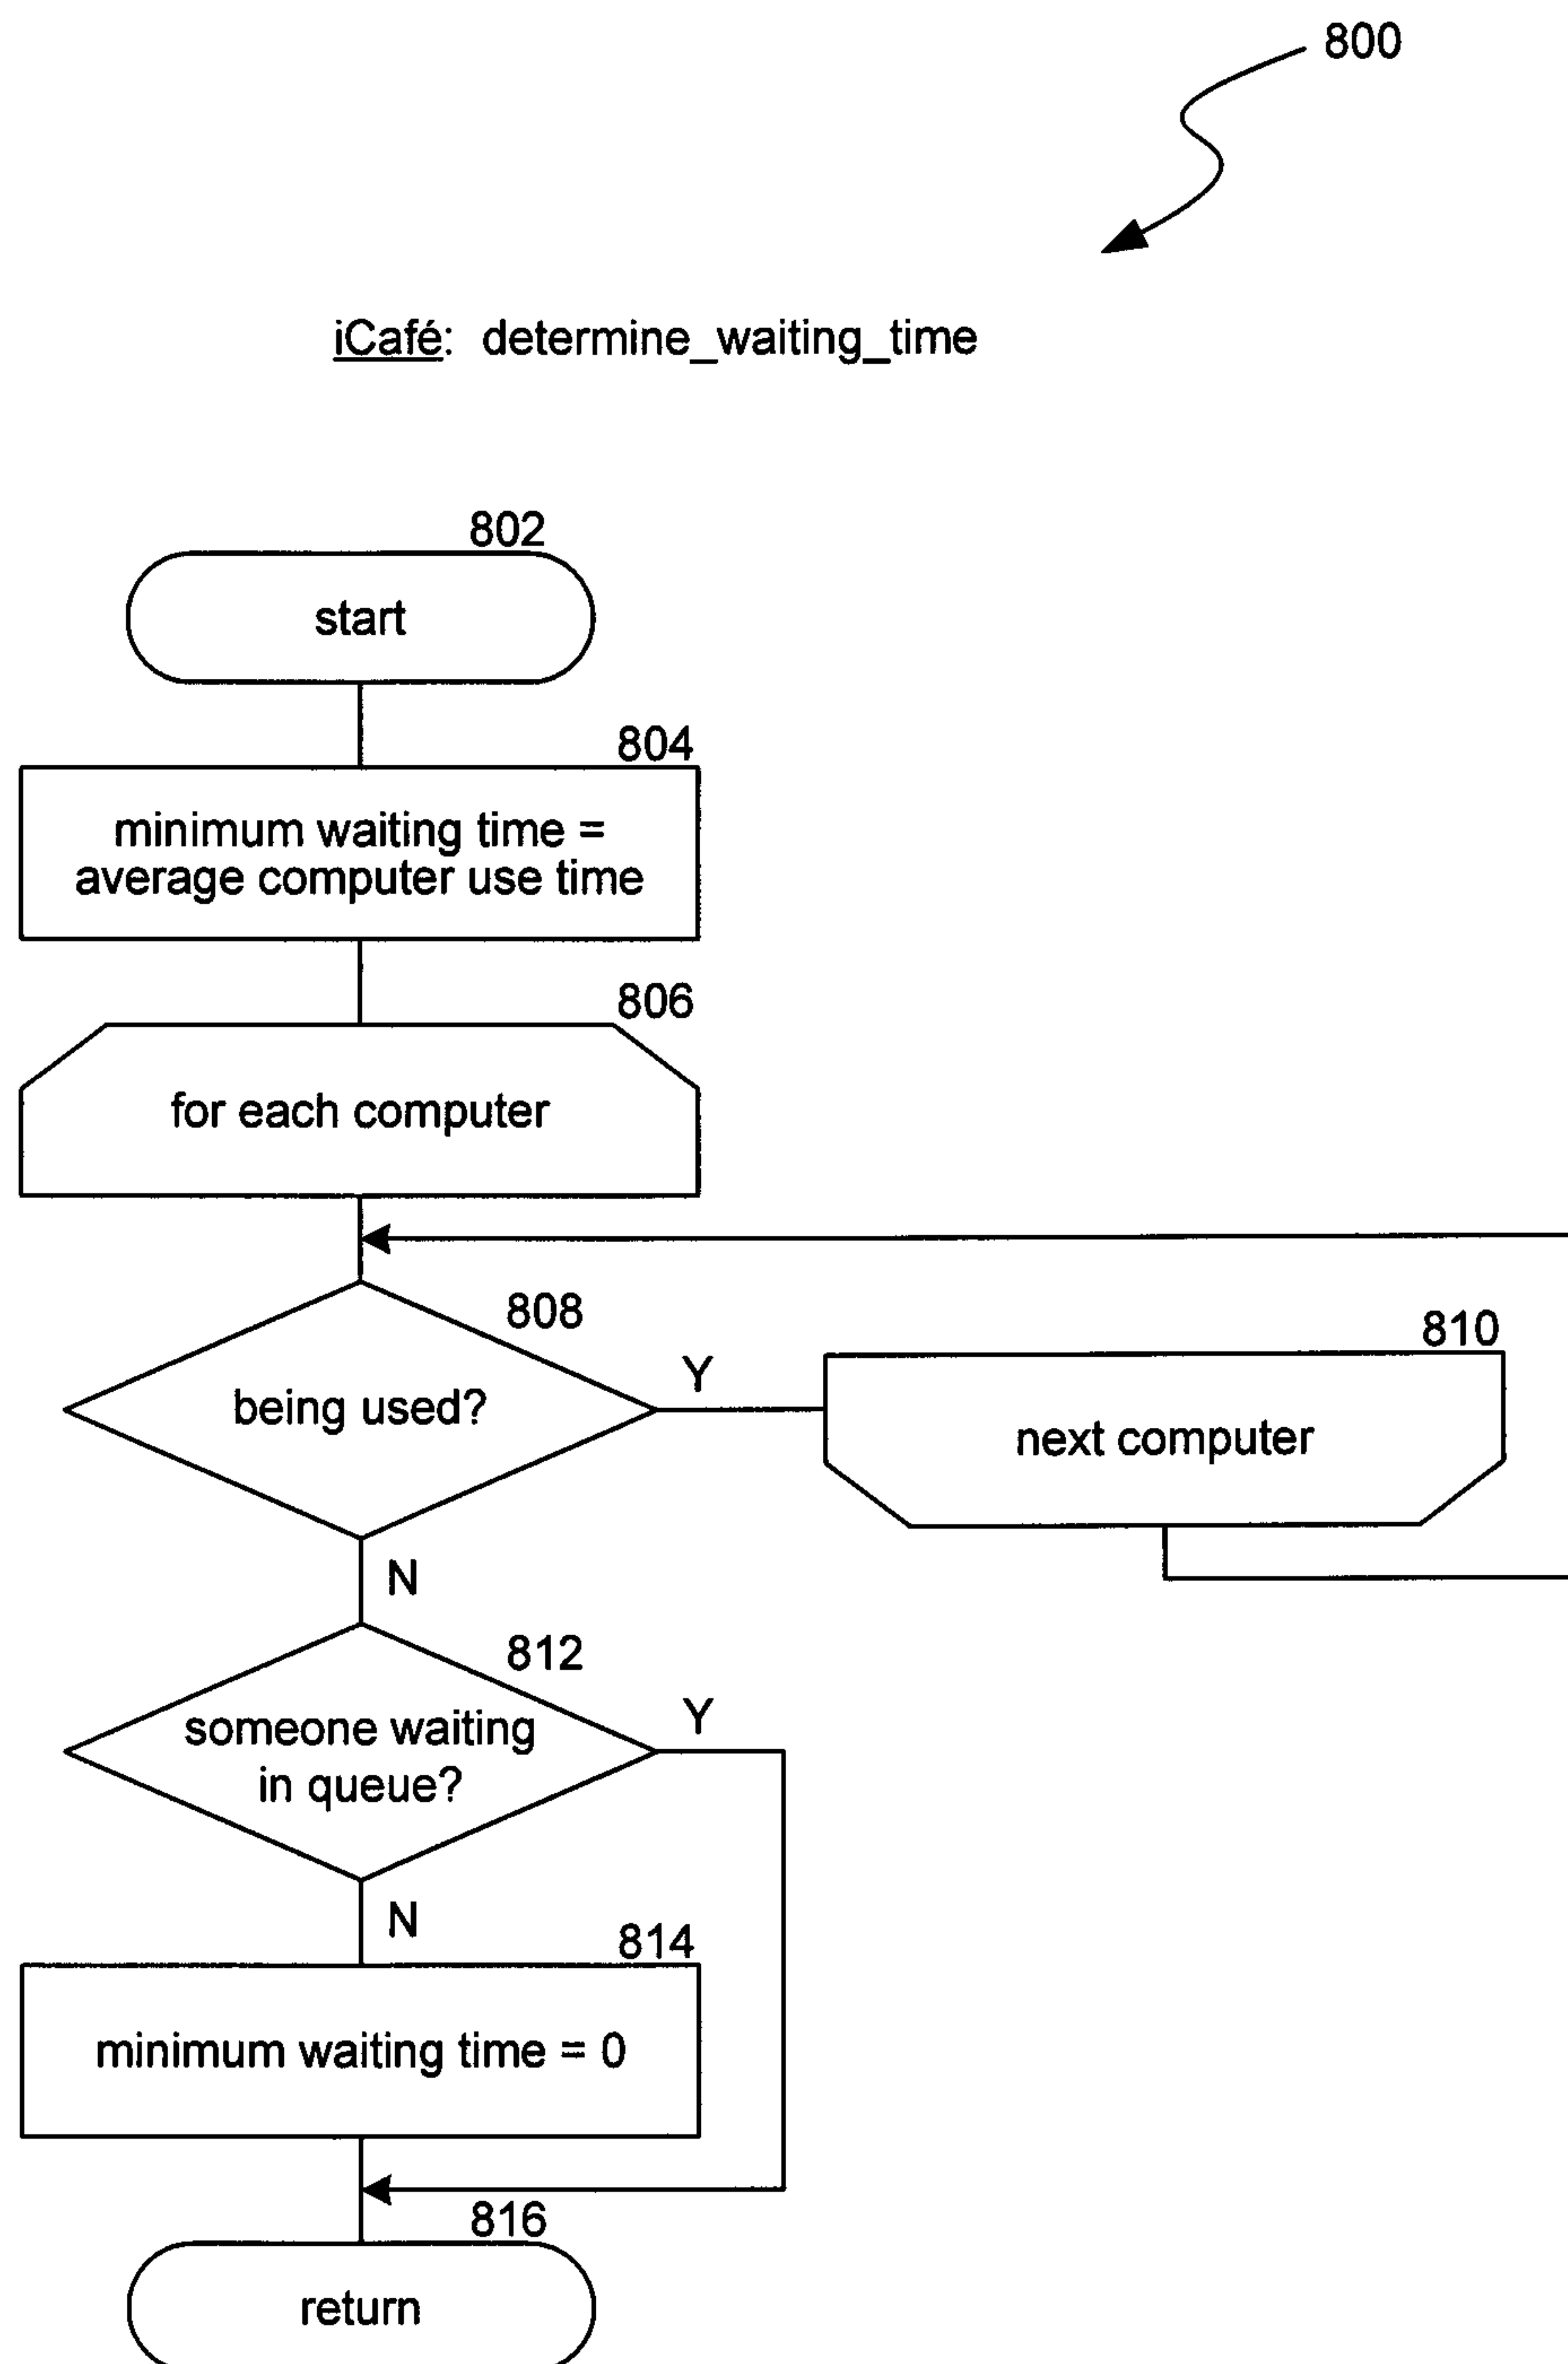 800
iCafé: determine_waiting_time
802
start
804
minimum waiting time =
average computer use time
806
for each computer
808
being used?
Y
810
next computer
N
812
someone waiting
in queue?
Y
N
814
minimum waiting time = 0
816
return